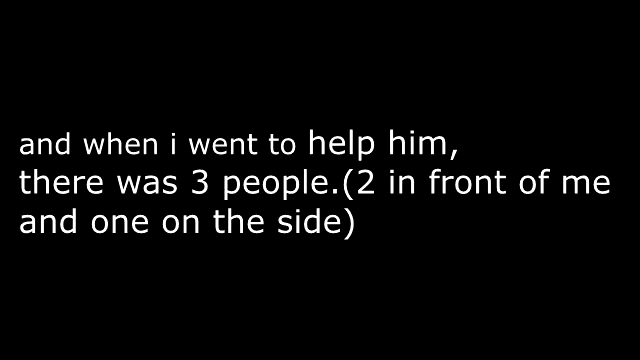 and when i went to help him,
there was 3 people.(2 in front of me
and one on the side)